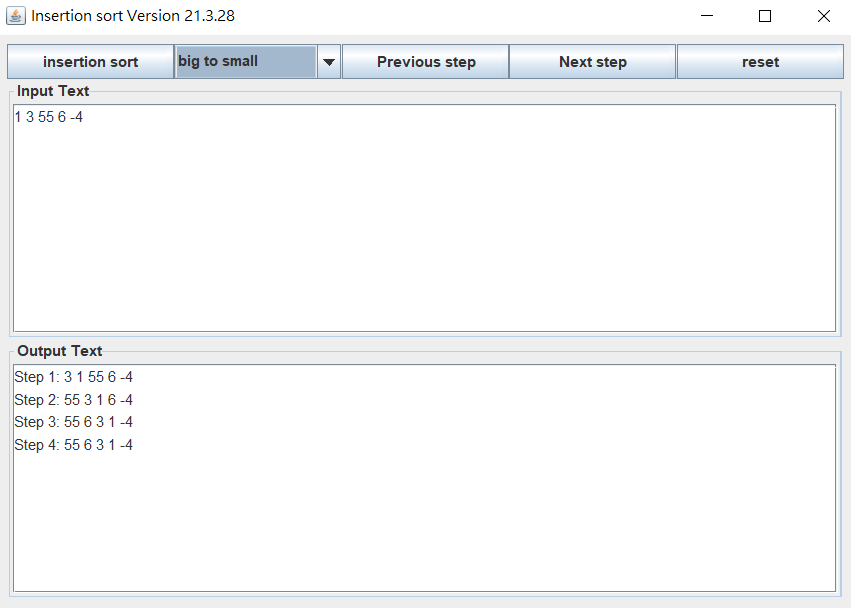 Insertion sort Version 21.3.28
insertion sort big to small Previous step Next step reset
Input Text
1 3 55 6 -4
Output Text
Step 1: 3 1 55 6 -4
Step 2: 55 3 1 6 -4
Step 3: 55 6 3 1 -4
Step 4: 55 6 3 1 -4